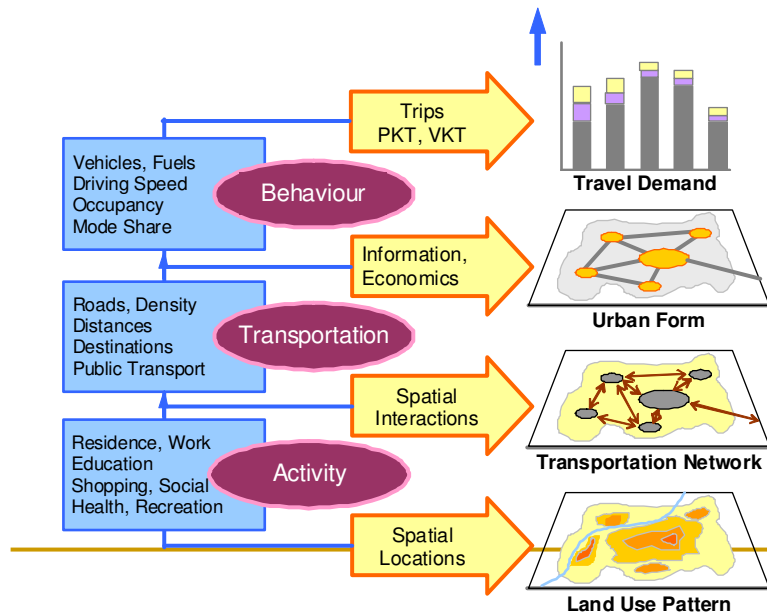 Trips
PKT, VKT
Travel Demand
Vehicles, Fuels
Driving Speed
Occupancy
Mode Share
Behaviour
Information,
Economics
Urban Form
Roads, Density
Distances
Destinations
Public Transport
Transportation
Spatial
Interactions
Transportation Network
Residence, Work
Education
Shopping, Social
Health, Recreation
Activity
Spatial
Locations
Land Use Pattern